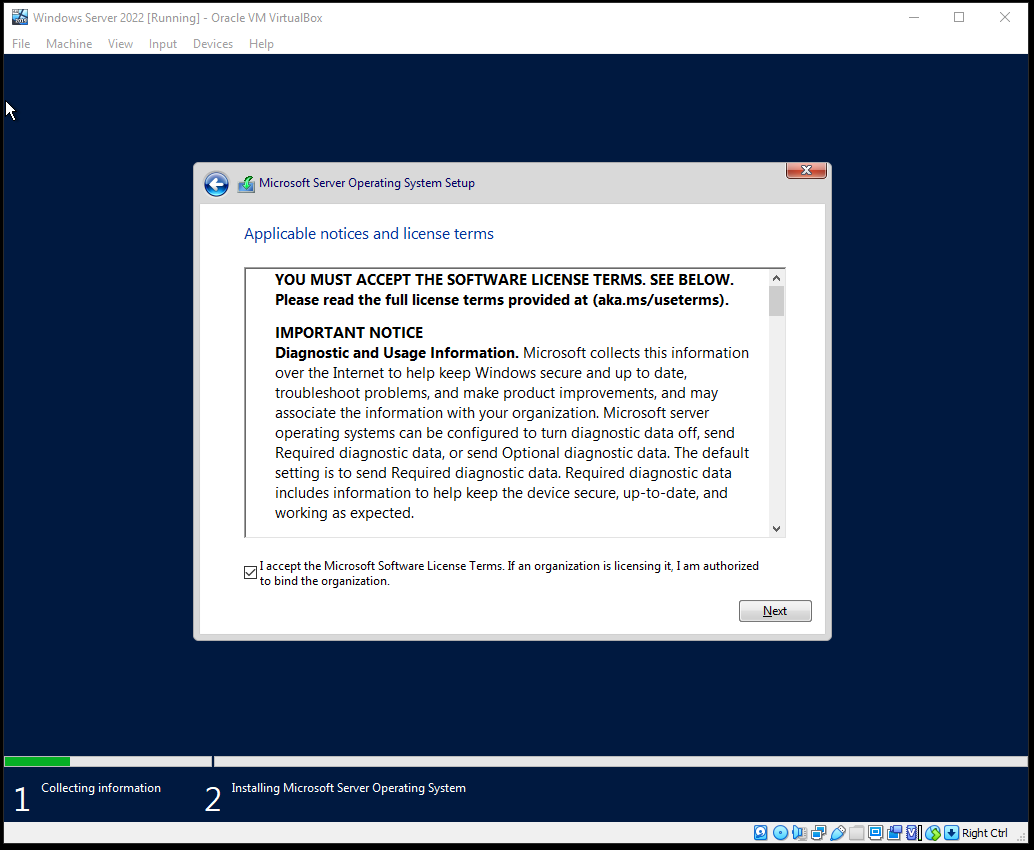 Windows Server 2022 [Running] - Oracle VM VirtualBox
File Machine View Input Devices Help
Microsoft Server Operating System Setup
Applicable notices and license terms
YOU MUST ACCEPT THE SOFTWARE LICENSE TERMS. SEE BELOW.
Please read the full license terms provided at (aka.ms/useterms).
IMPORTANT NOTICE
Diagnostic and Usage Information. Microsoft collects this information
over the Internet to help keep Windows secure and up to date,
troubleshoot problems, and make product improvements, and may
associate the information with your organization. Microsoft server
operating systems can be configured to turn diagnostic data off, send
Required diagnostic data, or send Optional diagnostic data. The default
setting is to send Required diagnostic data. Required diagnostic data
includes information to help keep the device secure, up-to-date, and
working as expected.
I accept the Microsoft Software License Terms. If an organization is licensing it, I am authorized
to bind the organization.
Next
1 Collecting information
2 Installing Microsoft Server Operating System
Right Ctrl